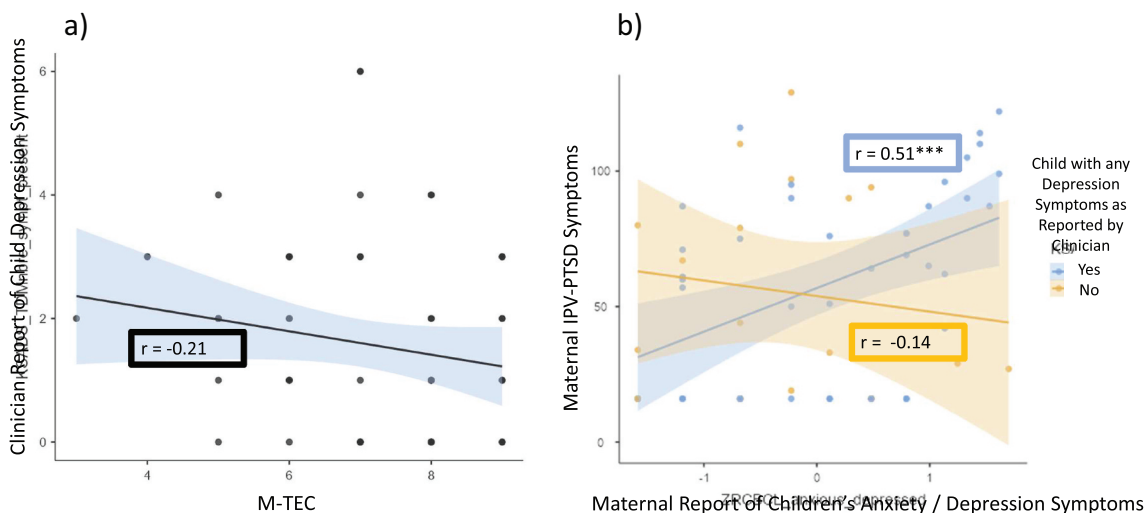 a)
Clinician Report of Child Depression Symptoms
6
4
2
0
r = -0.21
4
6
8
M-TEC
b)
Maternal IPV-PTSD Symptoms
100
50
0
r = 0.51***
r = -0.14
-1
0
1
ZRCBCL_anxious_depressed
Maternal Report of Children's Anxiety / Depression Symptoms
Child with any
Depression
Symptoms as
Reported by
Clinician
Yes
No